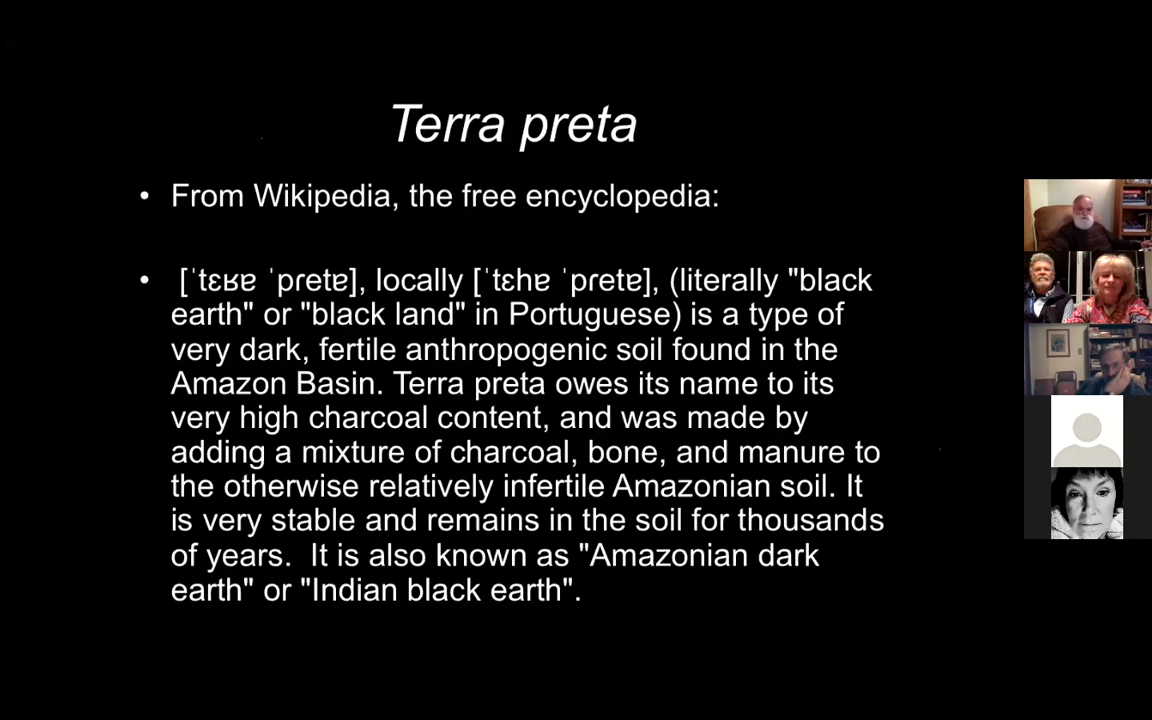 Terra preta
• From Wikipedia, the free encyclopedia:
• [ˈtɛʁɐ ˈpɾetɐ], locally [ˈtɛhɐ ˈpɾetɐ], (literally "black
earth" or "black land" in Portuguese) is a type of
very dark, fertile anthropogenic soil found in the
Amazon Basin. Terra preta owes its name to its
very high charcoal content, and was made by
adding a mixture of charcoal, bone, and manure to
the otherwise relatively infertile Amazonian soil. It
is very stable and remains in the soil for thousands
of years.  It is also known as "Amazonian dark
earth" or "Indian black earth".